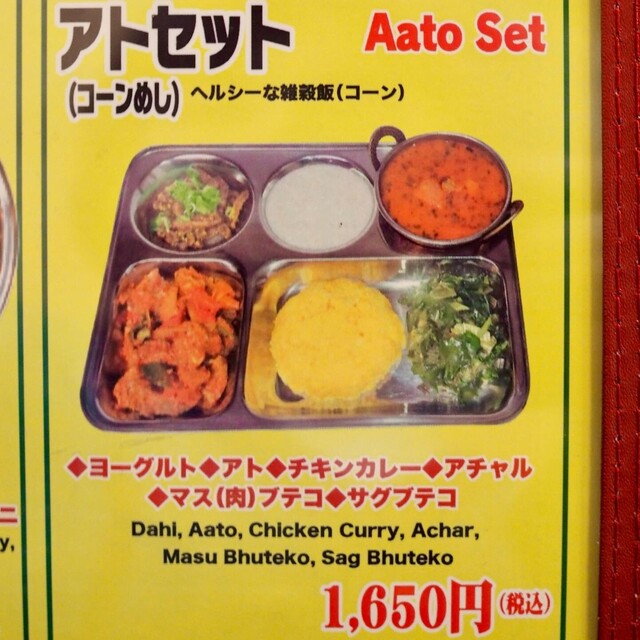 アトセット
Aato Set
(コーンめし)
ヘルシーな雑穀飯(コーン)
◆ヨーグルト◆アト◆チキンカレー◆アチャル
◆マス(肉)ブテコ◆サグブテコ
Dahi, Aato, Chicken Curry, Achar,
Masu Bhuteko, Sag Bhuteko
1,650円(税込)
ニ
y,